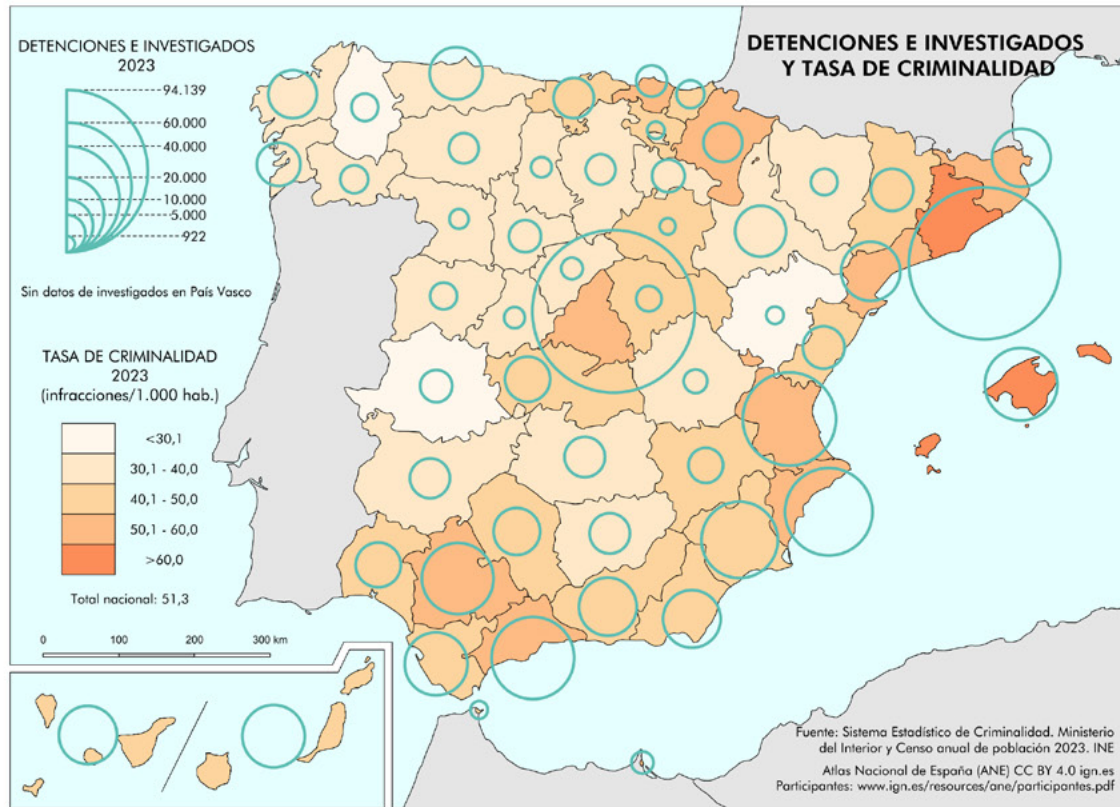 DETENCIONES E INVESTIGADOS
Y TASA DE CRIMINALIDAD
DETENCIONES E INVESTIGADOS
2023
94.139
60.000
40.000
20.000
10.000
5.000
922
Sin datos de investigados en País Vasco
TASA DE CRIMINALIDAD
2023
(infracciones/1.000 hab.)
<30,1
30,1 - 40,0
40,1 - 50,0
50,1 - 60,0
>60,0
Total nacional: 51,3
0 100 200 300 km
Fuente: Sistema Estadístico de Criminalidad. Ministerio
del Interior y Censo anual de población 2023. INE
Atlas Nacional de España (ANE) CC BY 4.0 ign.es
Participantes: www.ign.es/resources/ane/participantes.pdf